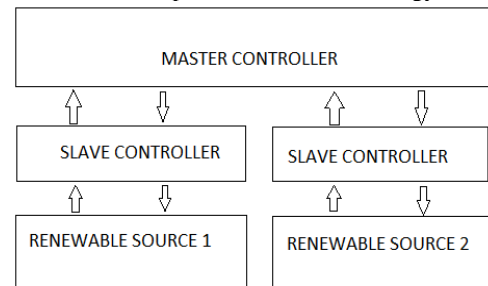 MASTER CONTROLLER
SLAVE CONTROLLER
SLAVE CONTROLLER
RENEWABLE SOURCE 1
RENEWABLE SOURCE 2